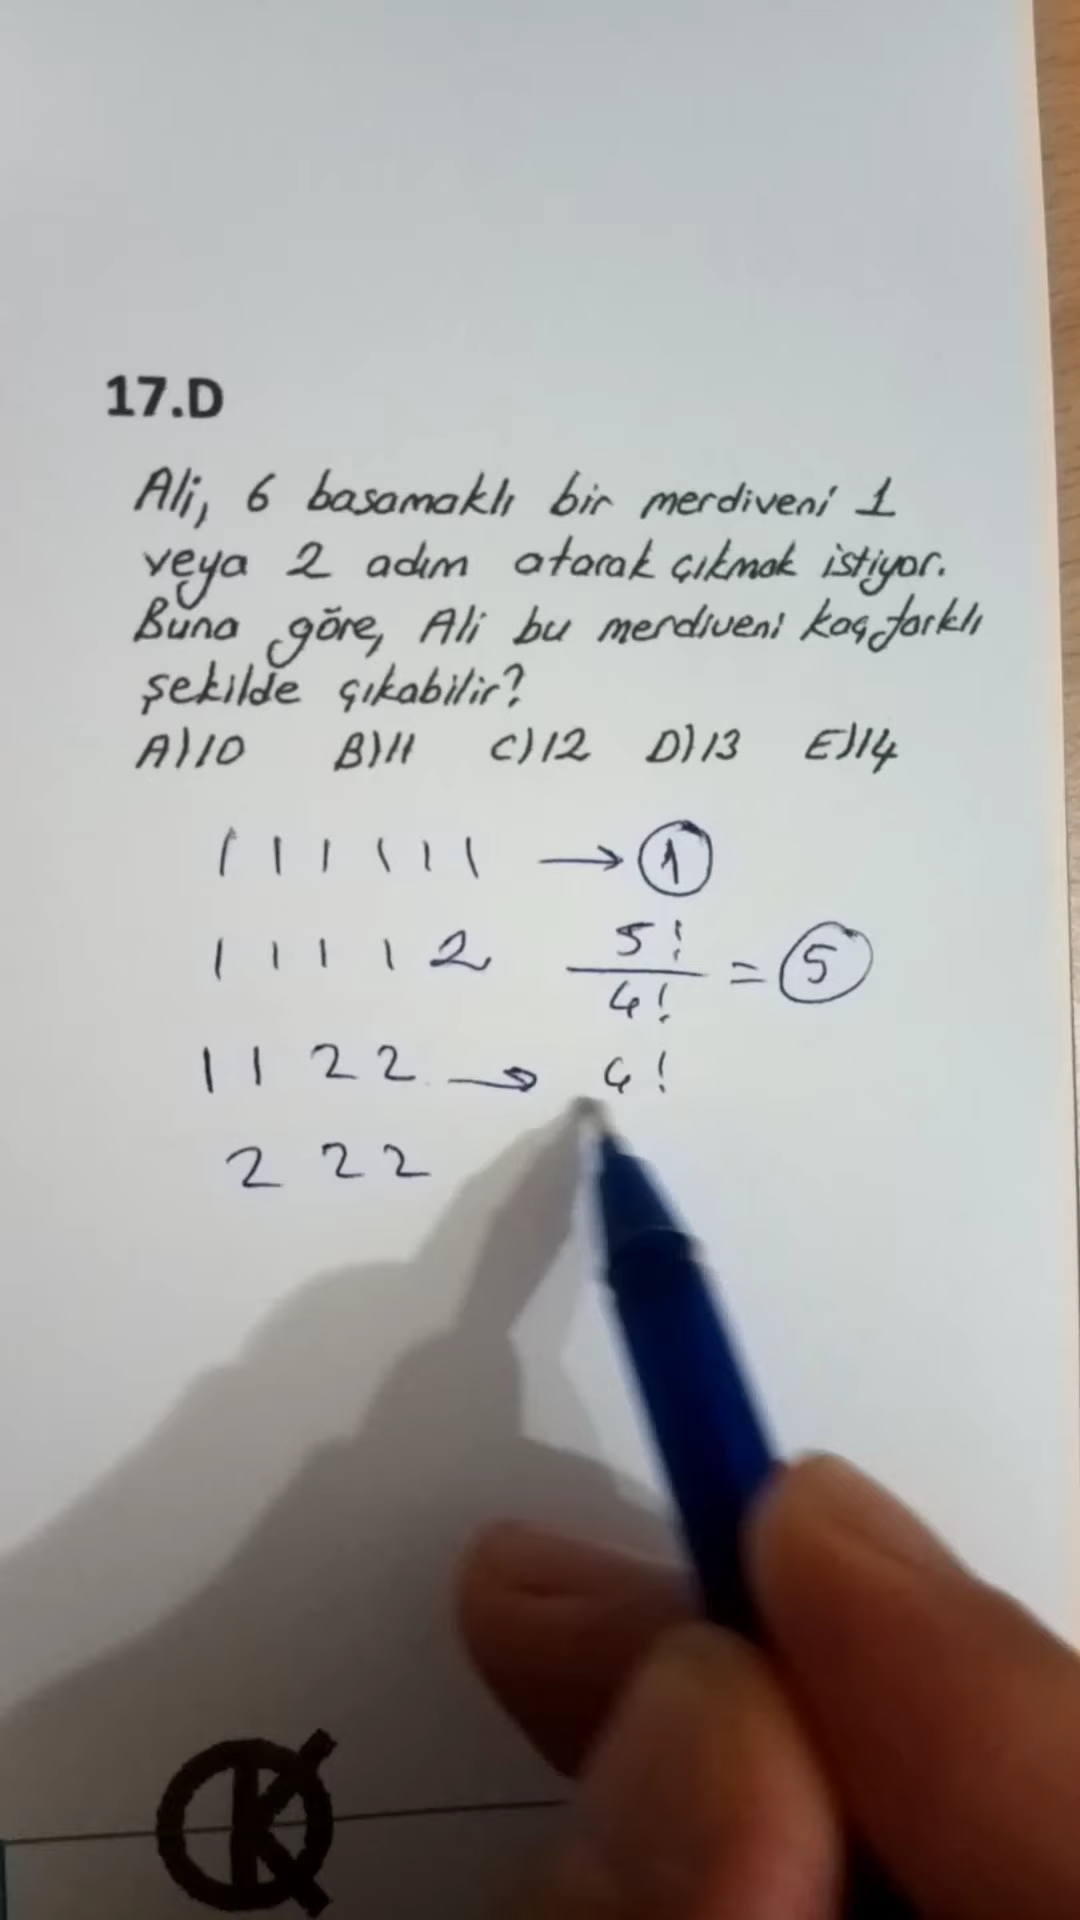 17.D
Ali, 6 basamaklı bir merdiveni 1
veya 2 adım atarak çıkmak istiyor.
Buna göre, Ali bu merdiveni kaç farklı
şekilde çıkabilir?
A) 10 B) 11 C) 12 D) 13 E) 14
1 1 1 1 1 1 → 1
1 1 1 1 2 5!/4! = 5
1 1 2 2 → 4!
2 2 2
K